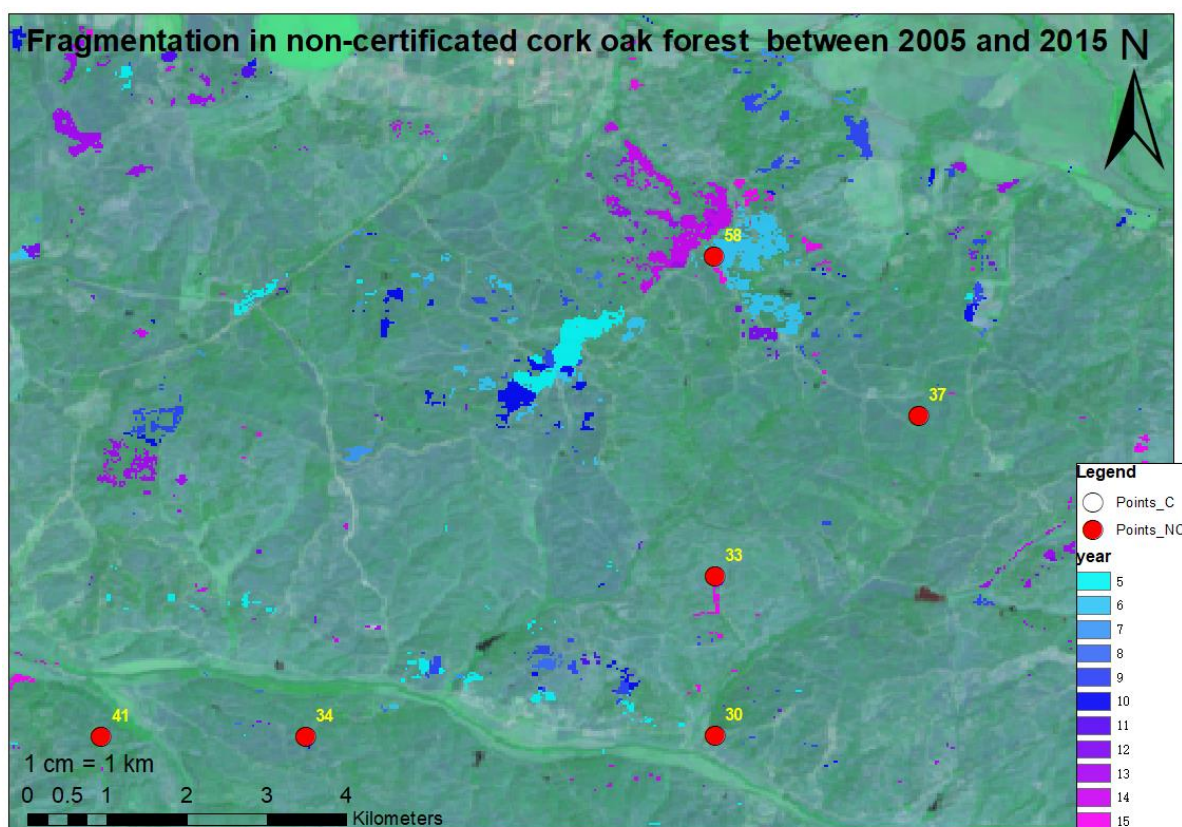 Fragmentation in non-certificated cork oak forest between 2005 and 2015
N
58
37
33
41
34
30
1 cm = 1 km
0 0.5 1 2 3 4
Kilometers
Legend
Points_C
Points_NC
year
5
6
7
8
9
10
11
12
13
14
15